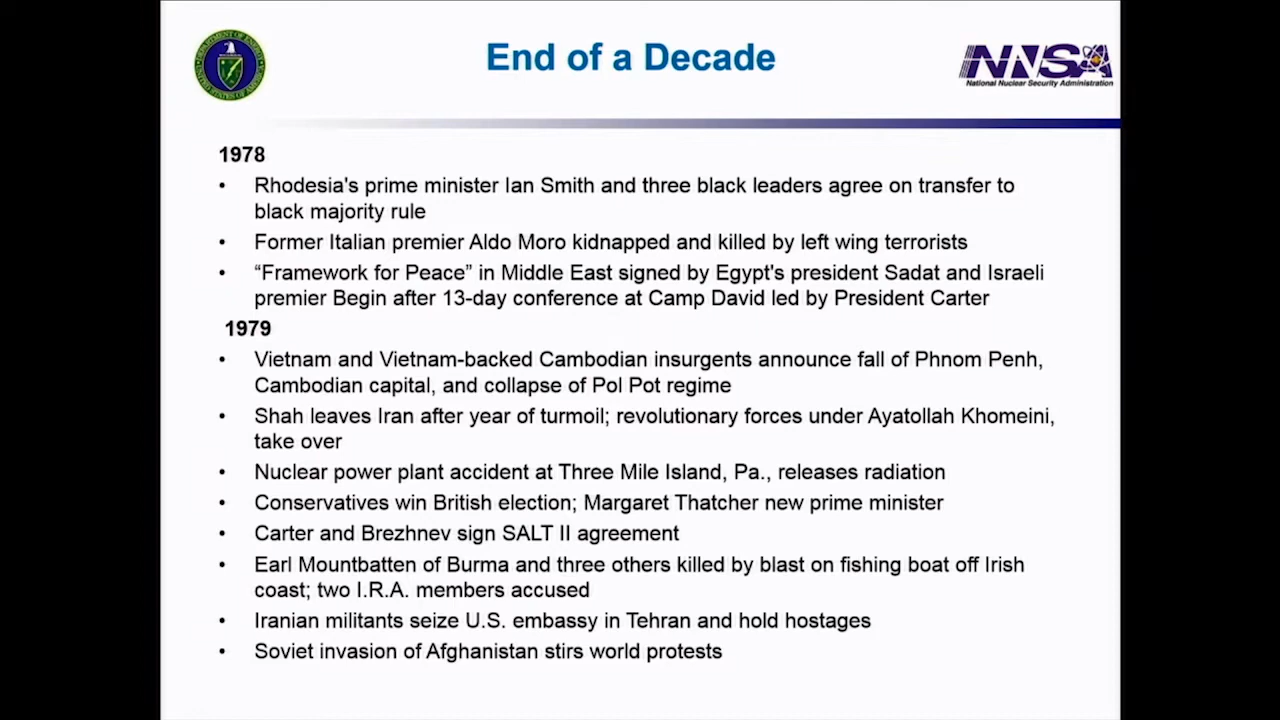 End of a Decade
NNSA
National Nuclear Security Administration
DEPARTMENT OF ENERGY
UNITED STATES OF AMERICA
1978
• Rhodesia's prime minister Ian Smith and three black leaders agree on transfer to
black majority rule
• Former Italian premier Aldo Moro kidnapped and killed by left wing terrorists
• “Framework for Peace” in Middle East signed by Egypt's president Sadat and Israeli
premier Begin after 13-day conference at Camp David led by President Carter
1979
• Vietnam and Vietnam-backed Cambodian insurgents announce fall of Phnom Penh,
Cambodian capital, and collapse of Pol Pot regime
• Shah leaves Iran after year of turmoil; revolutionary forces under Ayatollah Khomeini,
take over
• Nuclear power plant accident at Three Mile Island, Pa., releases radiation
• Conservatives win British election; Margaret Thatcher new prime minister
• Carter and Brezhnev sign SALT II agreement
• Earl Mountbatten of Burma and three others killed by blast on fishing boat off Irish
coast; two I.R.A. members accused
• Iranian militants seize U.S. embassy in Tehran and hold hostages
• Soviet invasion of Afghanistan stirs world protests